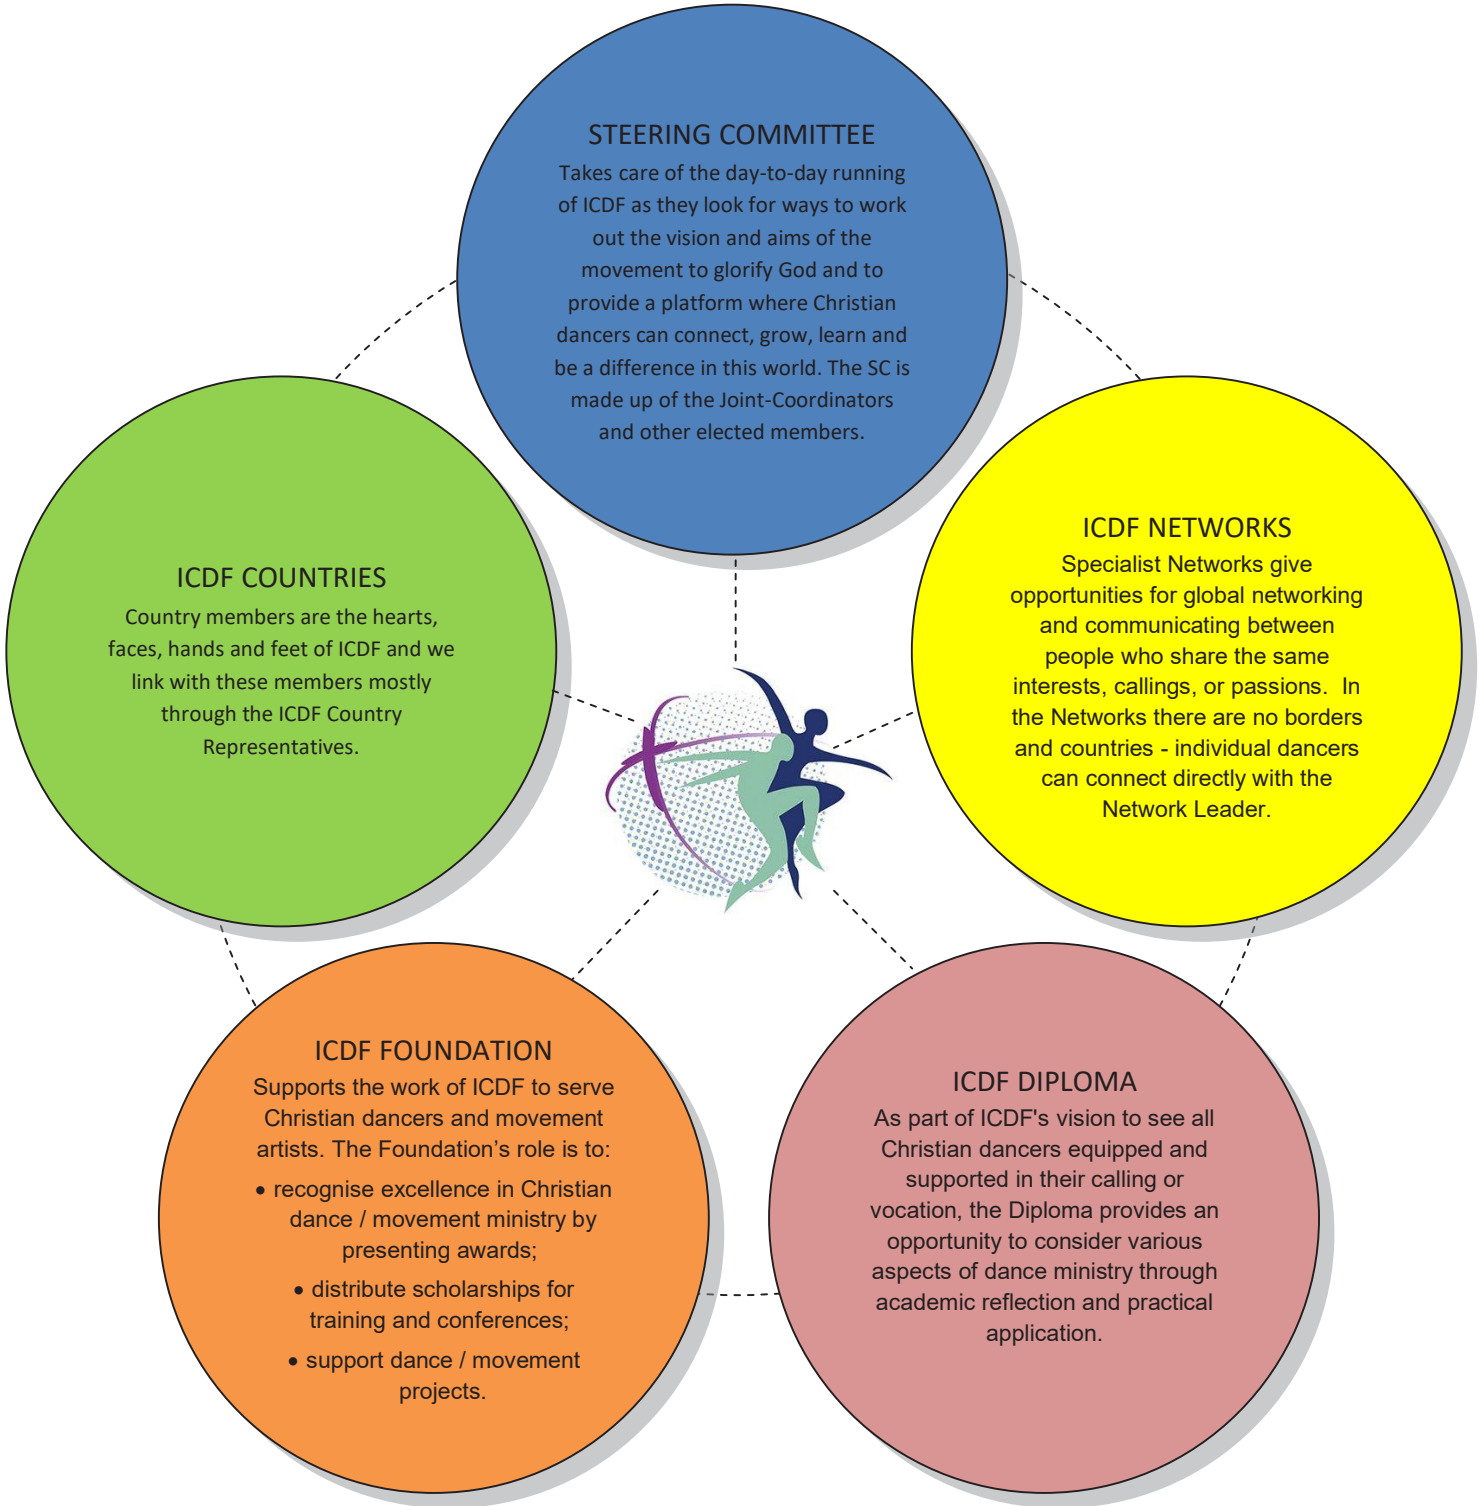 STEERING COMMITTEE
Takes care of the day-to-day running
of ICDF as they look for ways to work
out the vision and aims of the
movement to glorify God and to
provide a platform where Christian
dancers can connect, grow, learn and
be a difference in this world. The SC is
made up of the Joint-Coordinators
and other elected members.
ICDF COUNTRIES
Country members are the hearts,
faces, hands and feet of ICDF and we
link with these members mostly
through the ICDF Country
Representatives.
ICDF NETWORKS
Specialist Networks give
opportunities for global networking
and communicating between
people who share the same
interests, callings, or passions.  In
the Networks there are no borders
and countries - individual dancers
can connect directly with the
Network Leader.
ICDF FOUNDATION
Supports the work of ICDF to serve
Christian dancers and movement
artists. The Foundation’s role is to:
• recognise excellence in Christian
dance / movement ministry by
presenting awards;
• distribute scholarships for
training and conferences;
• support dance / movement
projects.
ICDF DIPLOMA
As part of ICDF's vision to see all
Christian dancers equipped and
supported in their calling or
vocation, the Diploma provides an
opportunity to consider various
aspects of dance ministry through
academic reflection and practical
application.